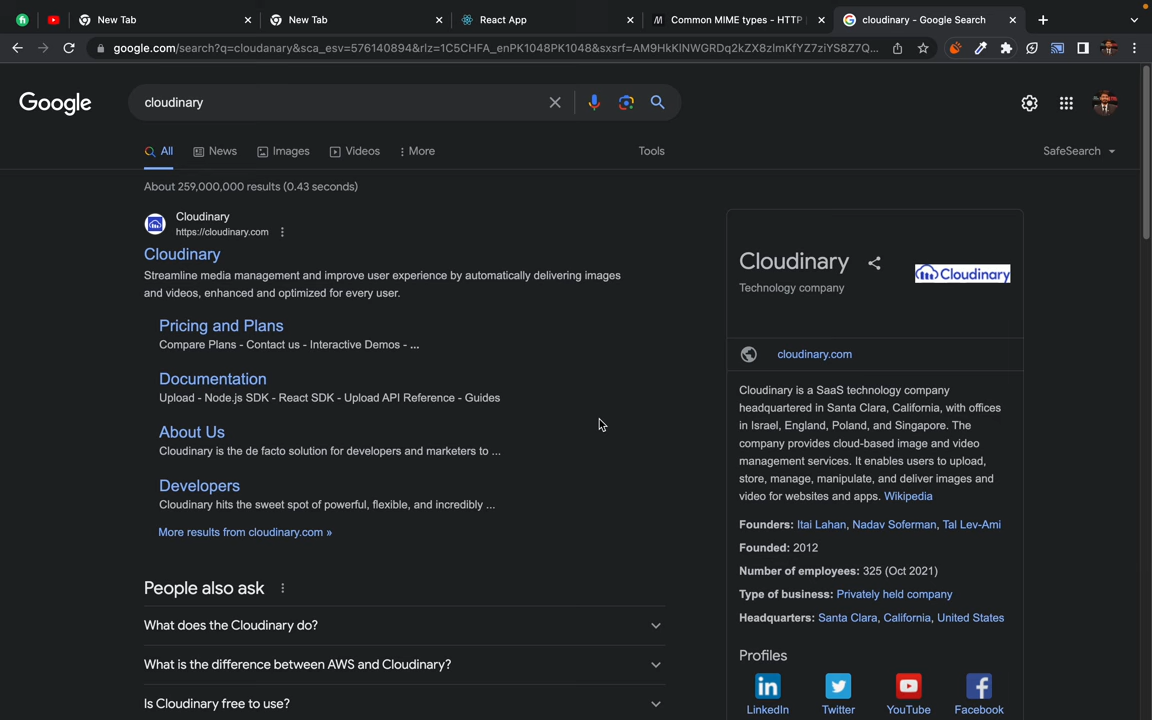 New Tab
New Tab
React App
Common MIME types - HTTP
cloudinary - Google Search
google.com/search?q=cloudanary&sca_esv=576140894&rlz=1C5CHFA_enPK1048PK1048&sxsrf=AM9HkKlNWGRDq2kZX8zlmKfYZ7ziYS8Z7Q...
Google
cloudinary
All
News
Images
Videos
More
Tools
SafeSearch
About 259,000,000 results (0.43 seconds)
Cloudinary
https://cloudinary.com
Cloudinary
Streamline media management and improve user experience by automatically delivering images
and videos, enhanced and optimized for every user.
Pricing and Plans
Compare Plans - Contact us - Interactive Demos - ...
Documentation
Upload - Node.js SDK - React SDK - Upload API Reference - Guides
About Us
Cloudinary is the de facto solution for developers and marketers to ...
Developers
Cloudinary hits the sweet spot of powerful, flexible, and incredibly ...
More results from cloudinary.com »
People also ask
What does the Cloudinary do?
What is the difference between AWS and Cloudinary?
Is Cloudinary free to use?
Cloudinary
Technology company
Cloudinary
cloudinary.com
Cloudinary is a SaaS technology company
headquartered in Santa Clara, California, with offices
in Israel, England, Poland, and Singapore. The
company provides cloud-based image and video
management services. It enables users to upload,
store, manage, manipulate, and deliver images and
video for websites and apps. Wikipedia
Founders: Itai Lahan, Nadav Soferman, Tal Lev-Ami
Founded: 2012
Number of employees: 325 (Oct 2021)
Type of business: Privately held company
Headquarters: Santa Clara, California, United States
Profiles
LinkedIn
Twitter
YouTube
Facebook